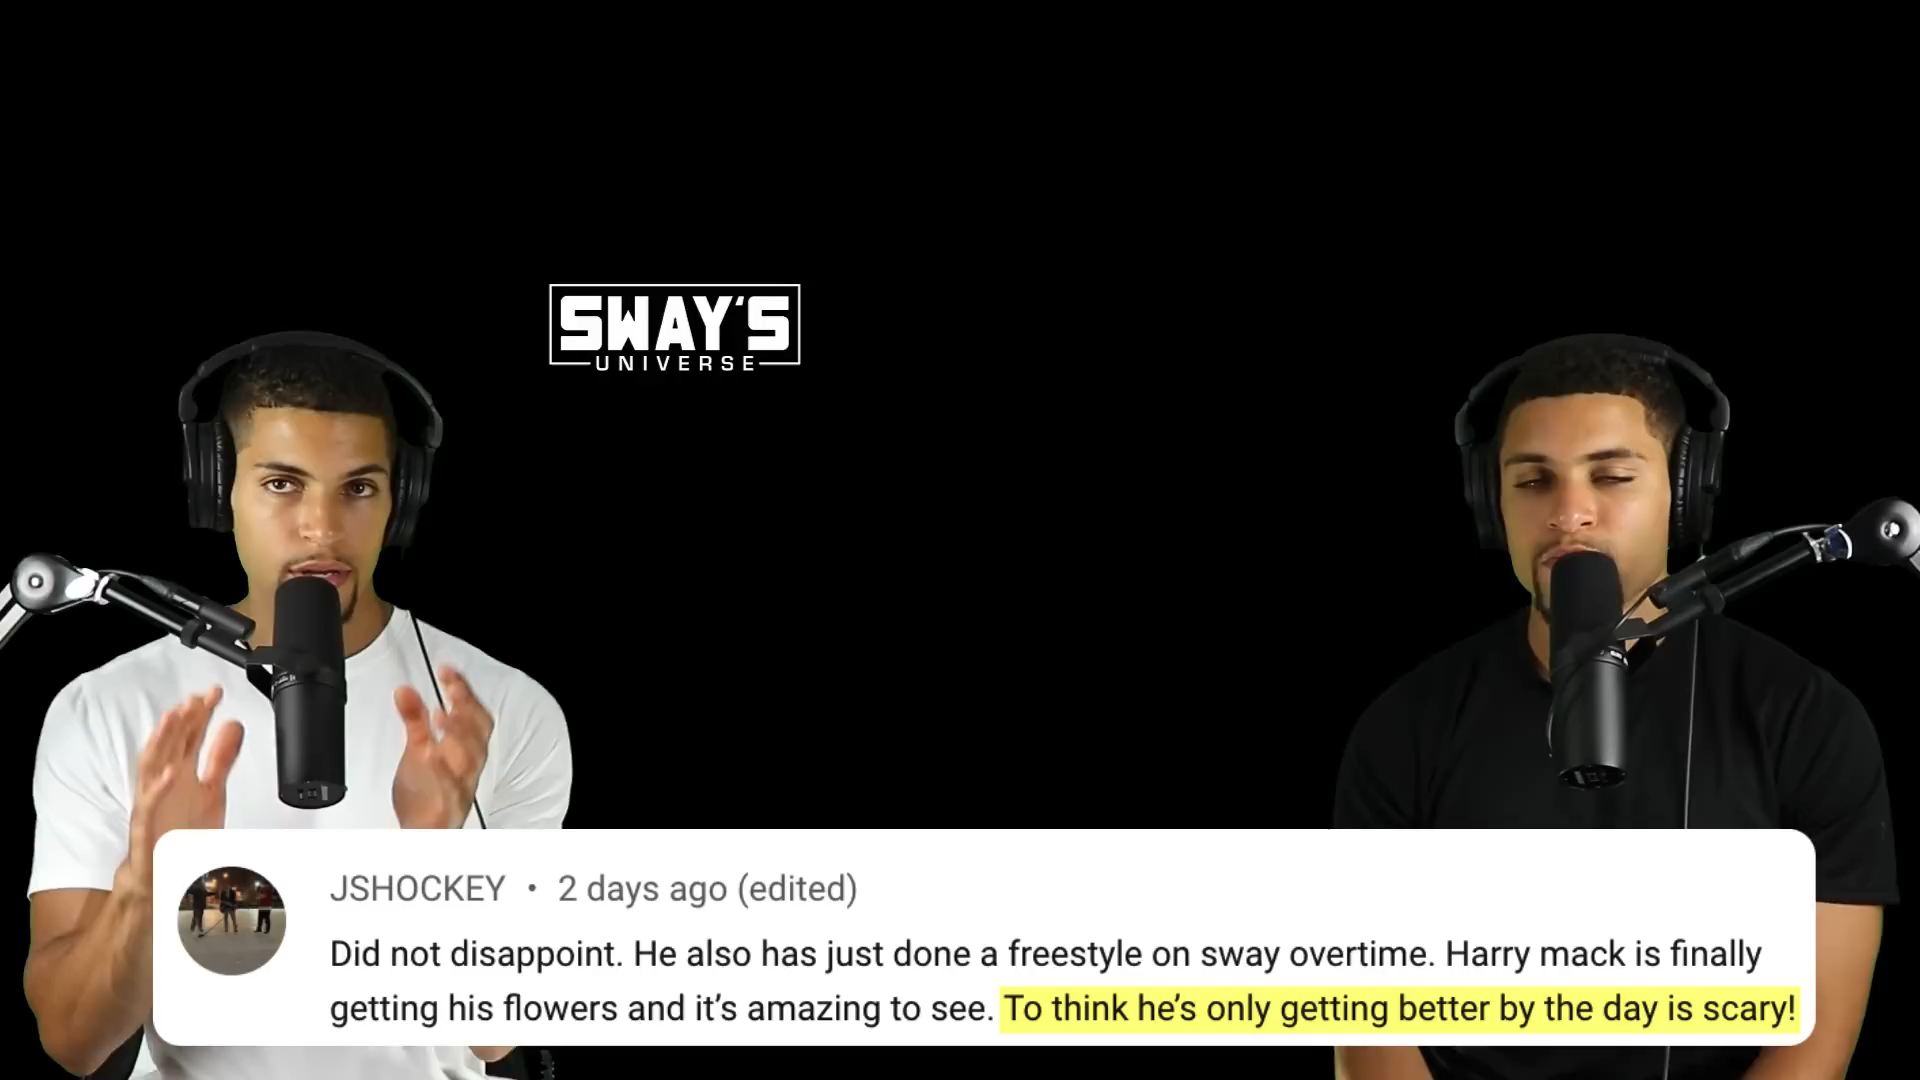 SWAY'S
UNIVERSE
JSHOCKEY • 2 days ago (edited)
Did not disappoint. He also has just done a freestyle on sway overtime. Harry mack is finally
getting his flowers and it’s amazing to see. To think he’s only getting better by the day is scary!